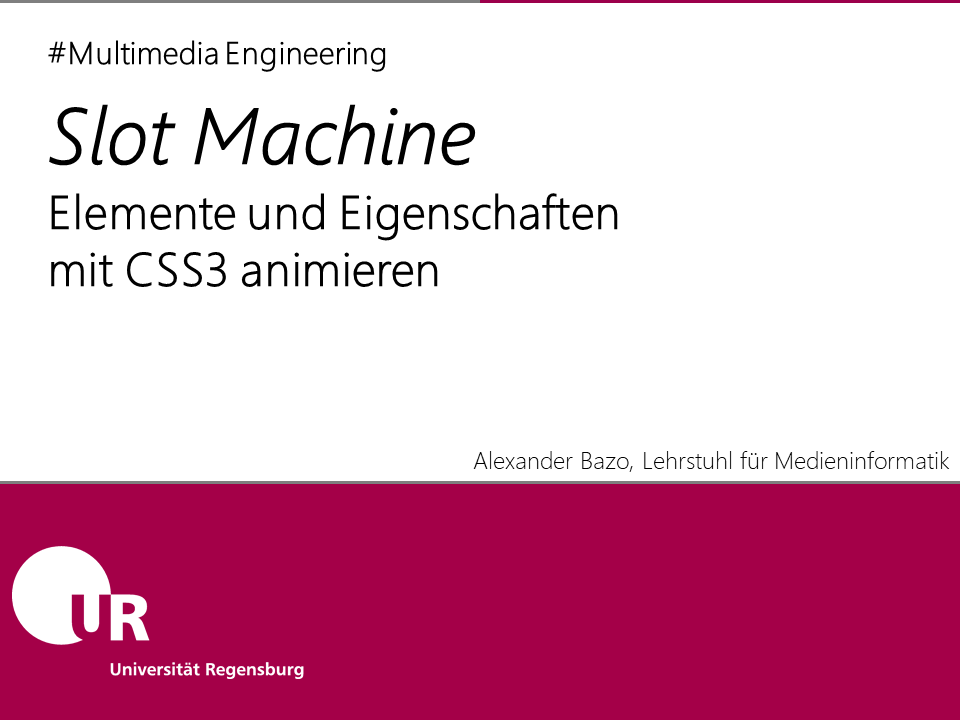 #Multimedia Engineering
Slot Machine
Elemente und Eigenschaften
mit CSS3 animieren
Alexander Bazo, Lehrstuhl für Medieninformatik
UR
Universität Regensburg